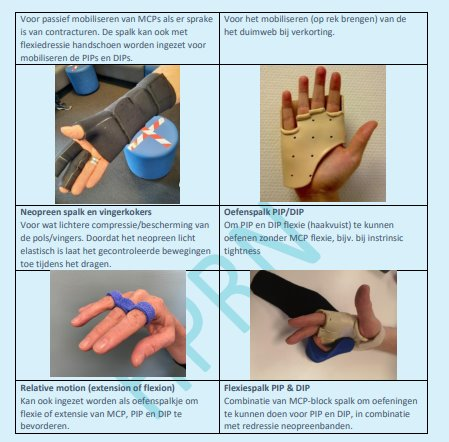 Voor passief mobiliseren van MCPs als er sprake
is van contracturen. De spalk kan ook met
flexiedressie handschoen worden ingezet voor
mobiliseren de PIPs en DIPs.
Voor het mobiliseren (op rek brengen) van de
het duimweb bij verkorting.
Neopreen spalk en vingerkokers
Voor wat lichtere compressie/bescherming van
de pols/vingers. Doordat het neopreen licht
elastisch is laat het gecontroleerde bewegingen
toe tijdens het dragen.
Oefenspalk PIP/DIP
Om PIP en DIP flexie (haakvuist) te kunnen
oefenen zonder MCP flexie, bijv. bij instrinsic
tightness
Relative motion (extension of flexion)
Kan ook ingezet worden als oefenspalkje om
flexie of extensie van MCP, PIP en DIP te
bevorderen.
Flexiespalk PIP & DIP
Combinatie van MCP-block spalk om oefeningen
te kunnen doen voor PIP en DIP, in combinatie
met redressie neopreenbanden.